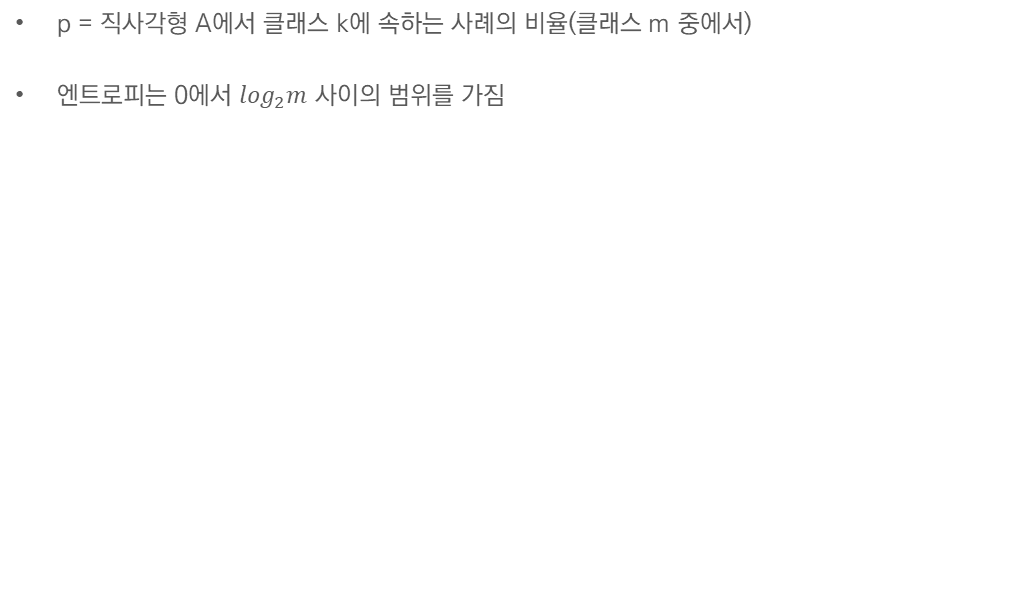 • p = 직사각형 A에서 클래스 k에 속하는 사례의 비율(클래스 m 중에서)
• 엔트로피는 0에서 log₂m 사이의 범위를 가짐